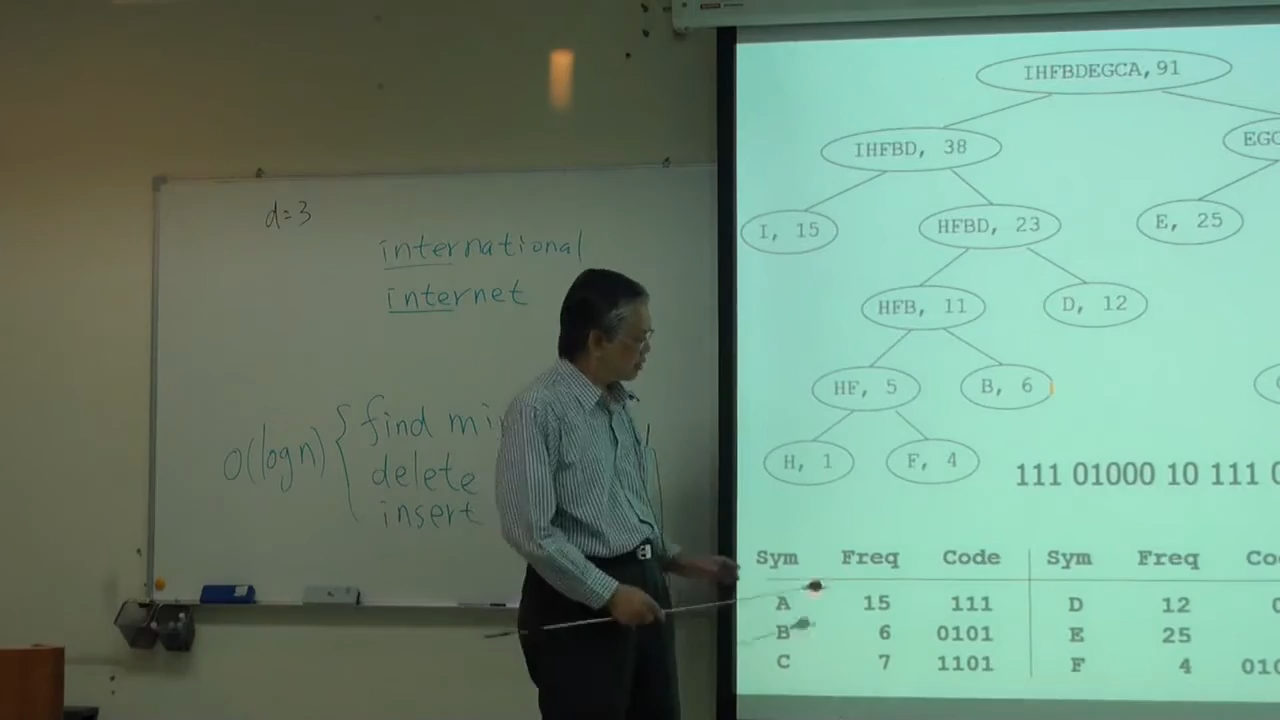 d=3
international
internet
O(log n)
find mi
delete
insert
IHFBDEGCA, 91
IHFBD, 38
I, 15
HFBD, 23
E, 25
HFB, 11
D, 12
HF, 5
B, 6
H, 1
F, 4
111 01000 10 111
Sym Freq Code Sym Freq
A 15 111 D 12
B 6 0101 E 25
C 7 1101 F 4